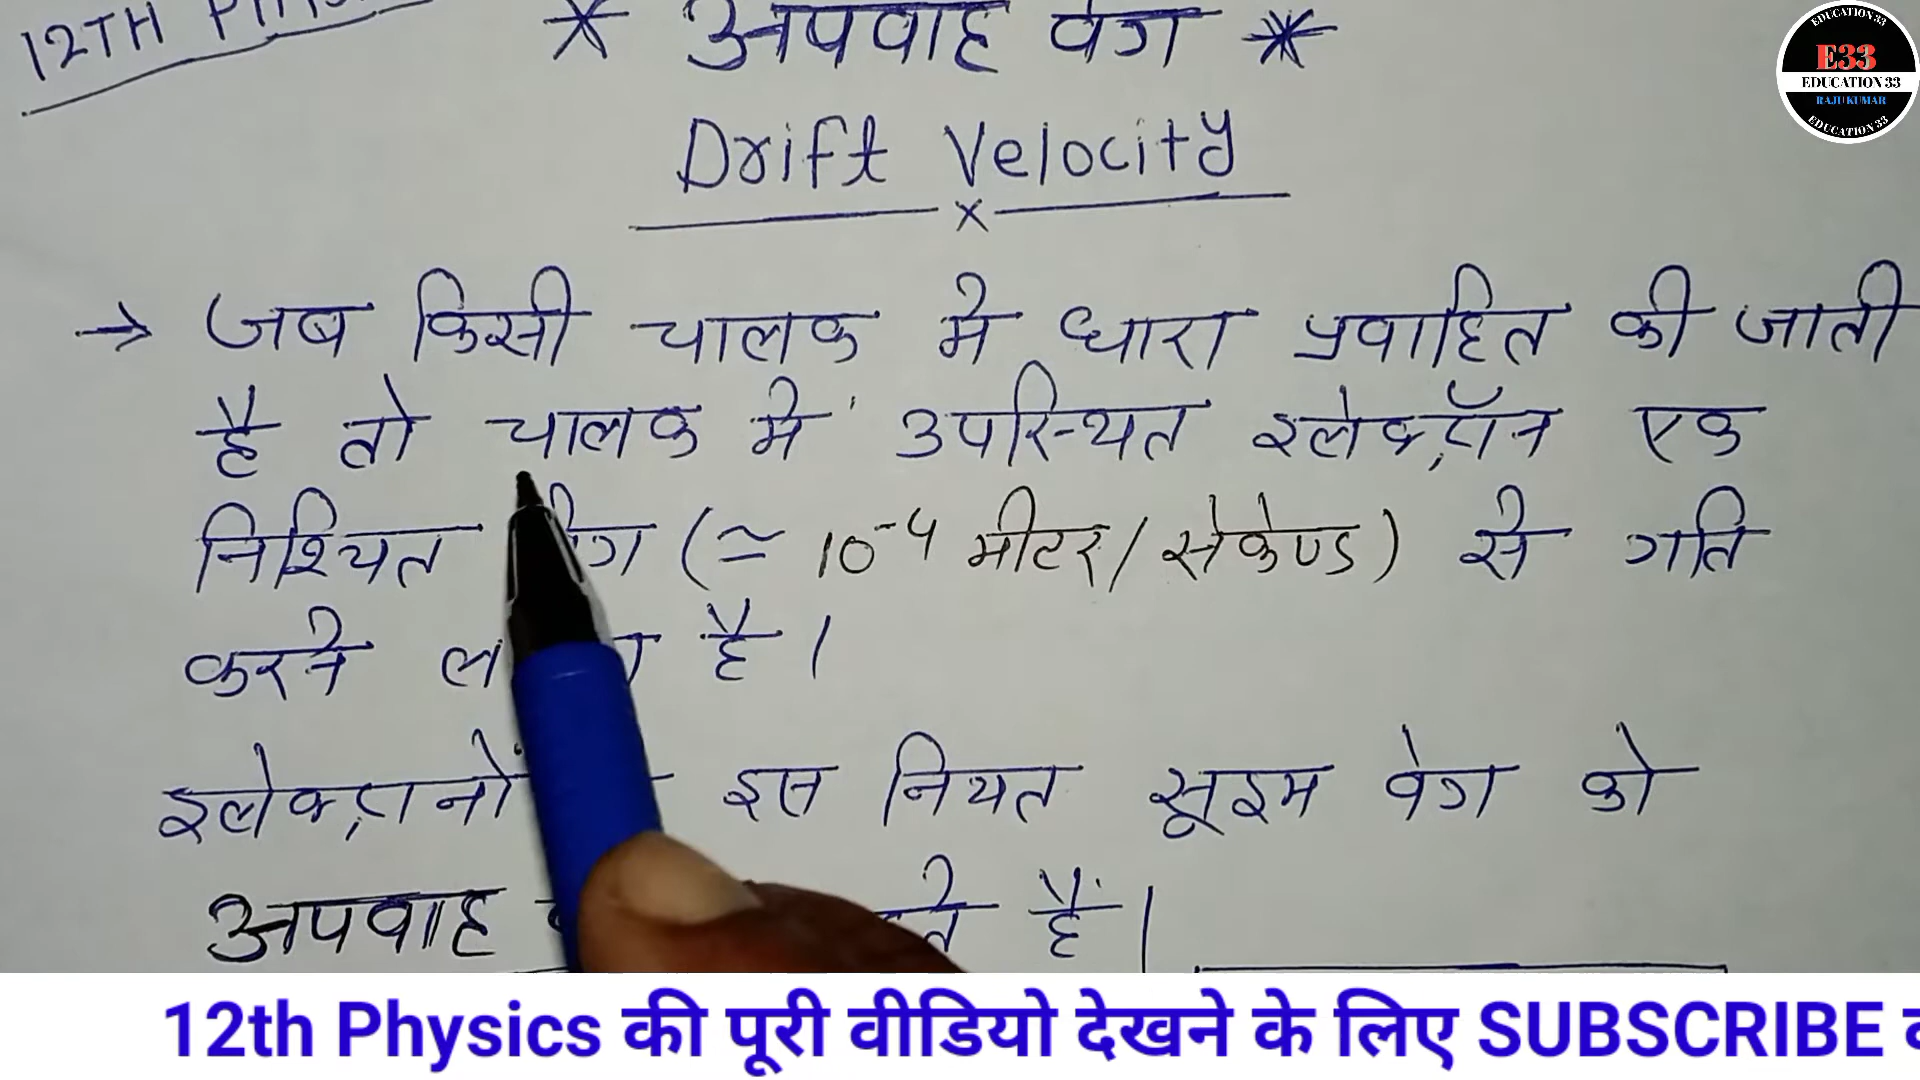 12TH
* अपवाह वेग *
Drift Velocity
x
→ जब किसी चालक मे धारा प्रवाहित की जाती
है तो चालक में उपस्थित इलेक्ट्रॉन एक
निश्चित (≃ 10⁻⁴ मीटर/सेकेण्ड) से गति
करने है।
इलेक्ट्रानों इस नियत सूक्ष्म वेग को
अपवाह हैं।
EDUCATION 33
E33
EDUCATION 33
RAJU KUMAR
EDUCATION 33
12th Physics की पूरी वीडियो देखने के लिए SUBSCRIBE